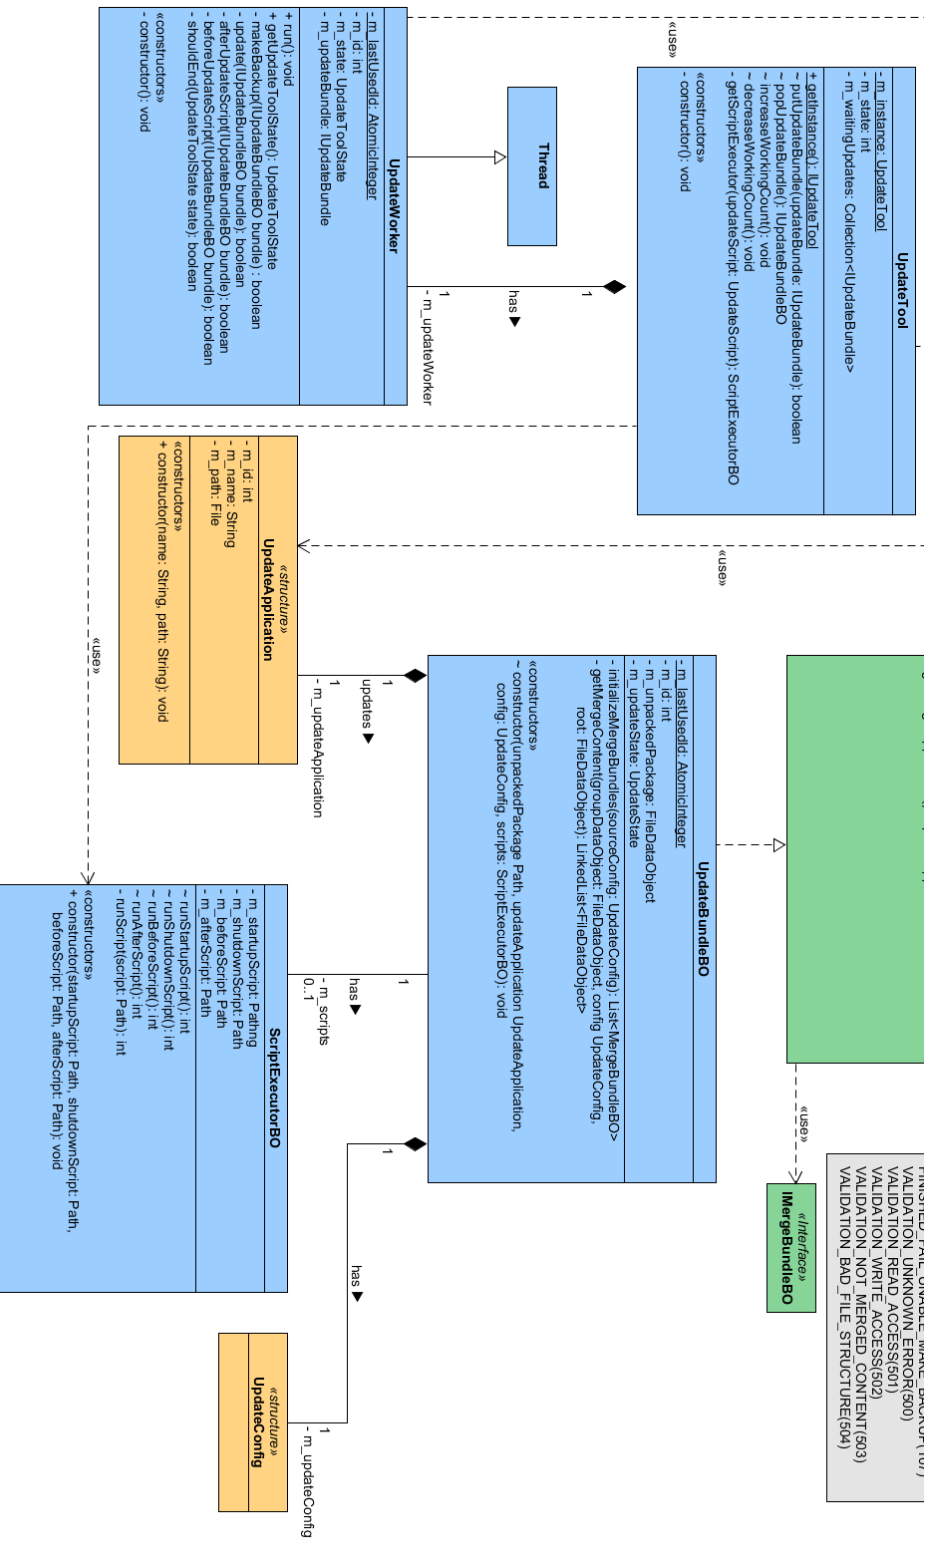 UpdateTool
- m_instance: UpdateTool
- m_state: int
- m_waitingUpdates: Collection<IUpdateBundle>
+ getInstance(): IUpdateTool
~ putUpdateBundle(updateBundle: IUpdateBundle): boolean
~ popUpdateBundle(): IUpdateBundleBO
~ increaseWorkingCount(): void
~ decreaseWorkingCount(): void
- getScriptExecutor(updateScript: UpdateScript): ScriptExecutorBO
«constructors»
- constructor(): void
«use»
Thread
1
has ▶
1
- m_updateWorker
UpdateWorker
- m_lastUsedId: AtomicInteger
- m_id: int
- m_state: UpdateToolState
- m_updateBundle: IUpdateBundle
+ run(): void
+ getUpdateToolState(): UpdateToolState
- makeBackup(IUpdateBundleBO bundle) : boolean
- update(IUpdateBundleBO bundle): boolean
- afterUpdateScript(IUpdateBundleBO bundle): boolean
- beforeUpdateScript(IUpdateBundleBO bundle): boolean
- shouldEnd(UpdateToolState state): boolean
«constructors»
- constructor(): void
«use»
«use»
«structure»
UpdateApplication
- m_id: int
- m_name: String
- m_path: File
«constructors»
+ constructor(name: String, path: String): void
1
updates ▶
1
- m_updateApplication
UpdateBundleBO
- m_lastUsedId: AtomicInteger
- m_id: int
- m_unpackedPackage: FileDataObject
- m_updateState: UpdateState
- initializeMergeBundles(sourceConfig: UpdateConfig): List<MergeBundleBO>
- getMergeContent(groupDataObject: FileDataObject, config UpdateConfig,
root: FileDataObject): LinkedList<FileDataObject>
«constructors»
~ constructor(unpackedPackage Path, updateApplication UpdateApplication,
config: UpdateConfig, scripts: ScriptExecutorBO): void
1
has ▶
- m_scripts
0..1
ScriptExecutorBO
- m_startupScript: Pathng
- m_shutdownScript: Path
- m_beforeScript: Path
- m_afterScript: Path
~ runStartupScript(): int
~ runShutdownScript(): int
~ runBeforeScript(): int
~ runAfterScript(): int
- runScript(script: Path): int
«constructors»
+ constructor(startupScript: Path, shutdownScript: Path,
beforeScript: Path, afterScript: Path): void
1
has ▶
1
- m_updateConfig
«structure»
UpdateConfig
«use»
«Interface»
IMergeBundleBO
FINISHED_FAIL_UNABLE_MAKE_BACKUP(107)
VALIDATION_UNKNOWN_ERROR(500)
VALIDATION_READ_ACCESS(501)
VALIDATION_WRITE_ACCESS(502)
VALIDATION_NOT_MERGED_CONTENT(503)
VALIDATION_BAD_FILE_STRUCTURE(504)